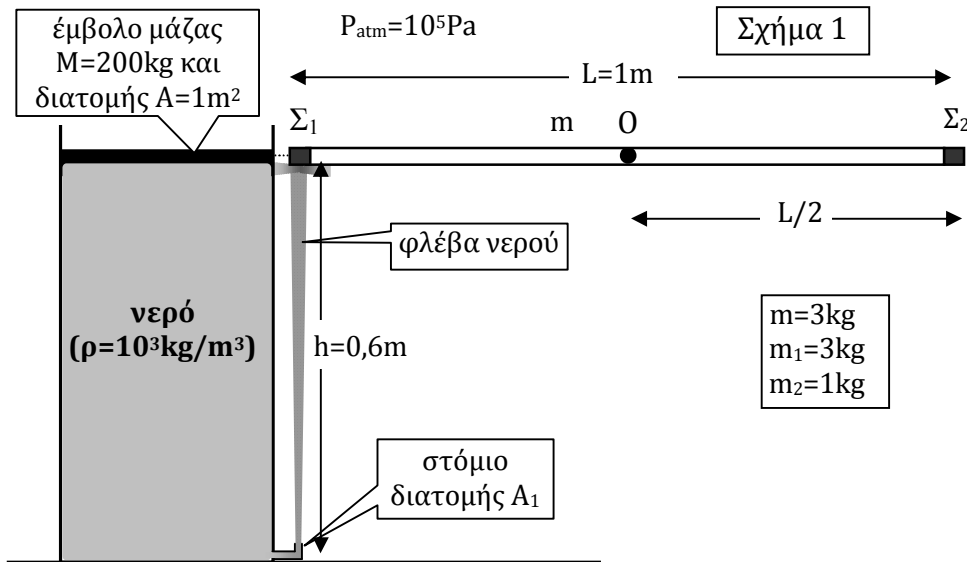 έμβολο μάζας
M=200kg και
διατομής A=1m²
Pₐₜₘ=10⁵Pa
Σχήμα 1
L=1m
Σ₁
m
O
Σ₂
L/2
φλέβα νερού
νερό
(ρ=10³kg/m³)
h=0,6m
m=3kg
m₁=3kg
m₂=1kg
στόμιο
διατομής A₁